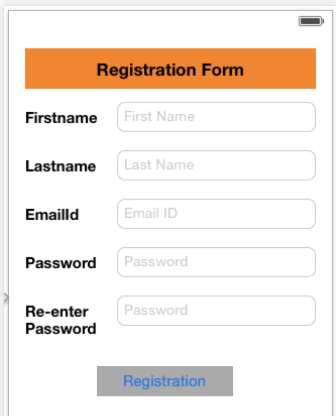 Registration Form
Firstname First Name
Lastname Last Name
EmailId Email ID
Password Password
Re-enter Password
Password
Registration